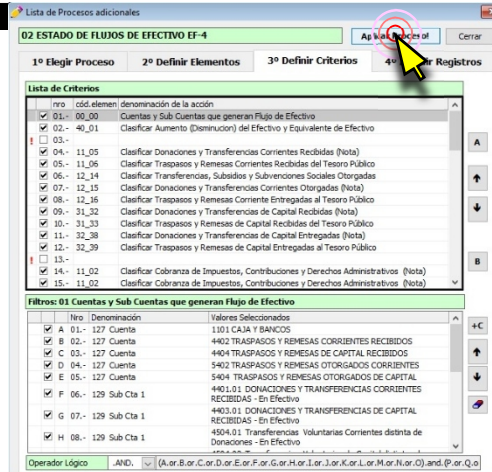 Lista de Procesos adicionales
02 ESTADO DE FLUJOS DE EFECTIVO EF-4
Cerrar
1º Elegir Proceso 2º Definir Elementos 3º Definir Criterios 4º Registros
Lista de Criterios
nro cód.elemen denominación de la acción
01.- 00_00 Cuentas y Sub Cuentas que generan Flujo de Efectivo
02.- 40_01 Clasificar Aumento (Disminucion) del Efectivo y Equivalente de Efectivo
! 03.-
04.- 11_05 Clasificar Donaciones y Transferencias Corrientes Recibidas (Nota)
A
05.- 11_06 Clasificar Traspasos y Remesas Corrientes Recibidas del Tesoro Público
06.- 12_14 Clasificar Transferencias, Subsidios y Subvenciones Sociales Otorgadas
07.- 12_15 Clasificar Donaciones y Transferencias Corrientes Otorgadas (Nota)
08.- 12_16 Clasificar Traspasos y Remesas Corriente Entregadas al Tesoro Público
09.- 31_32 Clasificar Donaciones y Transferencias de Capital Recibidas (Nota)
10.- 31_33 Clasificar Traspasos y Remesas de Capital Recibidas del Tesoro Público
11.- 32_38 Clasificar Donaciones y Transferencias de Capital Entregadas (Nota)
12.- 32_39 Clasificar Traspasos y Remesas de Capital Entregadas al Tesoro Público
! 13.-
B
14.- 11_02 Clasificar Cobranza de Impuestos, Contribuciones y Derechos Administrativos (Nota)
15.- 11_02 Clasificar Cobranza de Impuestos, Contribuciones y Derechos Administrativos (Nota)
Filtros: 01 Cuentas y Sub Cuentas que generan Flujo de Efectivo
Nro Denominación Valores Seleccionados
+C
A 01.- 127 Cuenta 1101 CAJA Y BANCOS
B 02.- 127 Cuenta 4402 TRASPASOS Y REMESAS CORRIENTES RECIBIDOS
C 03.- 127 Cuenta 4404 TRASPASOS Y REMESAS DE CAPITAL RECIBIDOS
D 04.- 127 Cuenta 5402 TRASPASOS Y REMESAS OTORGADOS CORRIENTES
E 05.- 127 Cuenta 5404 TRASPASOS Y REMESAS OTORGADOS DE CAPITAL
F 06.- 129 Sub Cta 1 4401.01 DONACIONES Y TRANSFERENCIAS CORRIENTES
RECIBIDAS - En Efectivo
G 07.- 129 Sub Cta 1 4403.01 DONACIONES Y TRANSFERENCIAS DE CAPITAL
RECIBIDAS - En Efectivo
H 08.- 129 Sub Cta 1 4504.01 Transferencias Voluntarias Corrientes distinta de
Donaciones - En Efectivo
Operador Lógico .AND. (A.or.B.or.C.or.D.or.E.or.F.or.G.or.H.or.I.or.J.or.K.or.L.or.M.or.N.or.O).and.(P.or.Q.o